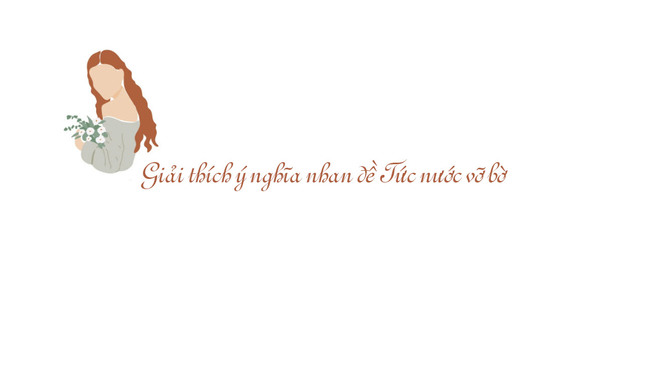 Giải thích ý nghĩa nhan đề Tức nước vỡ bờ